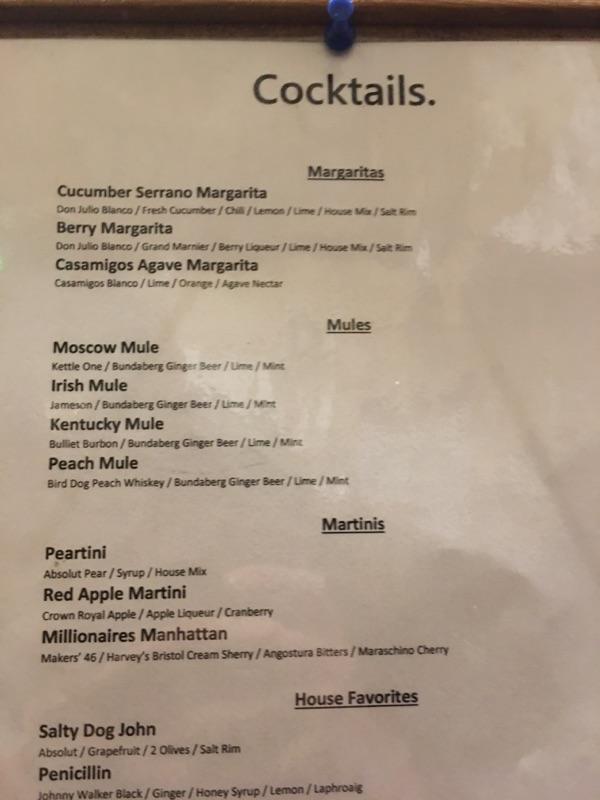 Cocktails.
Margaritas
Cucumber Serrano Margarita
Don Julio Blanco / Fresh Cucumber / Chili / Lemon / Lime / House Mix / Salt Rim
Berry Margarita
Don Julio Blanco / Grand Marnier / Berry Liqueur / Lime / House Mix / Salt Rim
Casamigos Agave Margarita
Casamigos Blanco / Lime / Orange / Agave Nectar
Mules
Moscow Mule
Kettle One / Bundaberg Ginger Beer / Lime / Mint
Irish Mule
Jameson / Bundaberg Ginger Beer / Lime / Mint
Kentucky Mule
Bulliet Burbon / Bundaberg Ginger Beer / Lime / Mint
Peach Mule
Bird Dog Peach Whiskey / Bundaberg Ginger Beer / Lime / Mint
Martinis
Peartini
Absolut Pear / Syrup / House Mix
Red Apple Martini
Crown Royal Apple / Apple Liqueur / Cranberry
Millionaires Manhattan
Makers' 46 / Harvey's Bristol Cream Sherry / Angostura Bitters / Maraschino Cherry
House Favorites
Salty Dog John
Absolut / Grapefruit / 2 Olives / Salt Rim
Penicillin
Johnny Walker Black / Ginger / Honey Syrup / Lemon / Laphroaig